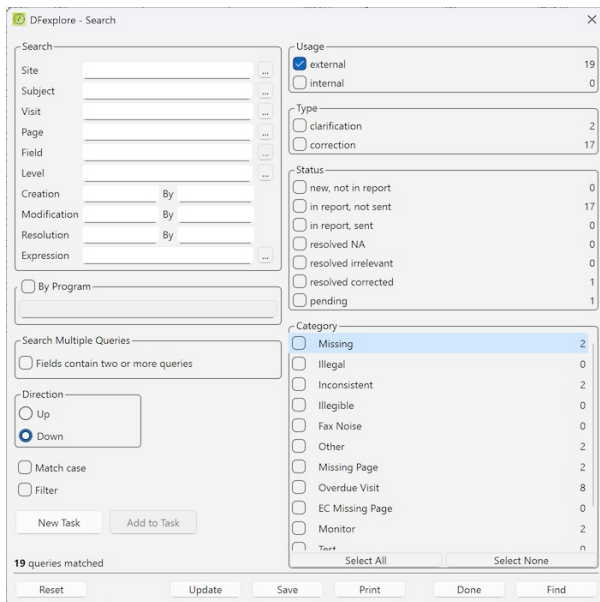 DFexplore - Search
Search
Site ...
Subject ...
Visit ...
Page ...
Field ...
Level ...
Creation By
Modification By
Resolution By
Expression ...
By Program
Search Multiple Queries
Fields contain two or more queries
Direction
Up
Down
Match case
Filter
New Task Add to Task
19 queries matched
Usage
external 19
internal 0
Type
clarification 2
correction 17
Status
new, not in report 0
in report, not sent 17
in report, sent 0
resolved NA 0
resolved irrelevant 0
resolved corrected 1
pending 1
Category
Missing 2
Illegal 0
Inconsistent 2
Illegible 0
Fax Noise 0
Other 2
Missing Page 2
Overdue Visit 8
EC Missing Page 0
Monitor 2
Test 0
Select All Select None
Reset Update Save Print Done Find